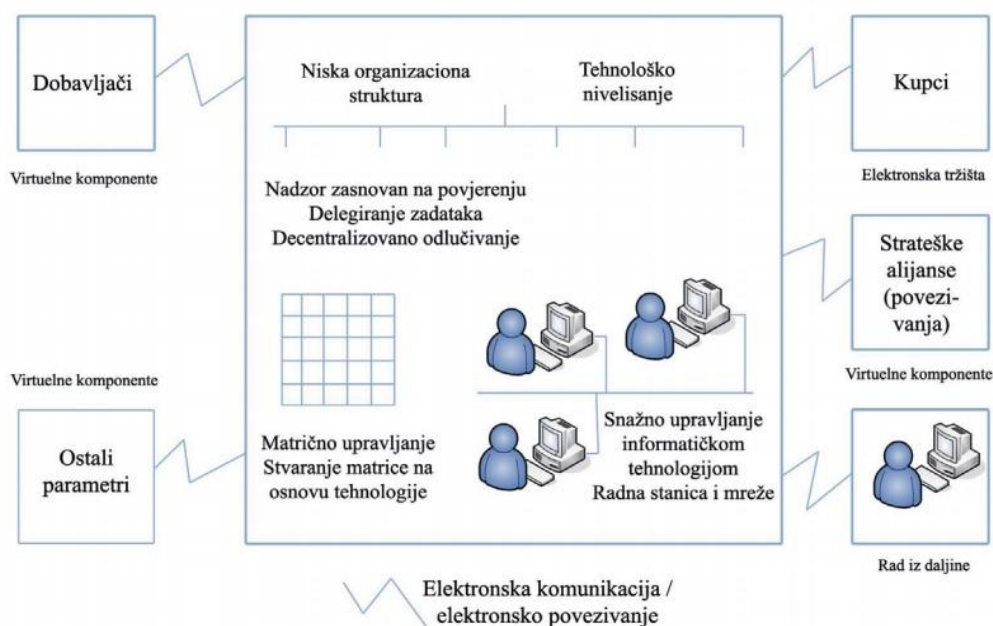 Dobavljači
Virtuelne komponente
Niska organizaciona
struktura
Tehnološko
nivelisanje
Kupci
Elektronska tržišta
Nadzor zasnovan na povjerenju
Delegiranje zadataka
Decentralizovano odlučivanje
Strateške
alijanse
(povezi-
vanja)
Virtuelne komponente
Virtuelne komponente
Ostali
parametri
Matrično upravljanje
Stvaranje matrice na
osnovu tehnologije
Snažno upravljanje
informatičkom
tehnologijom
Radna stanica i mreže
Rad iz daljine
Elektronska komunikacija /
elektronsko povezivanje